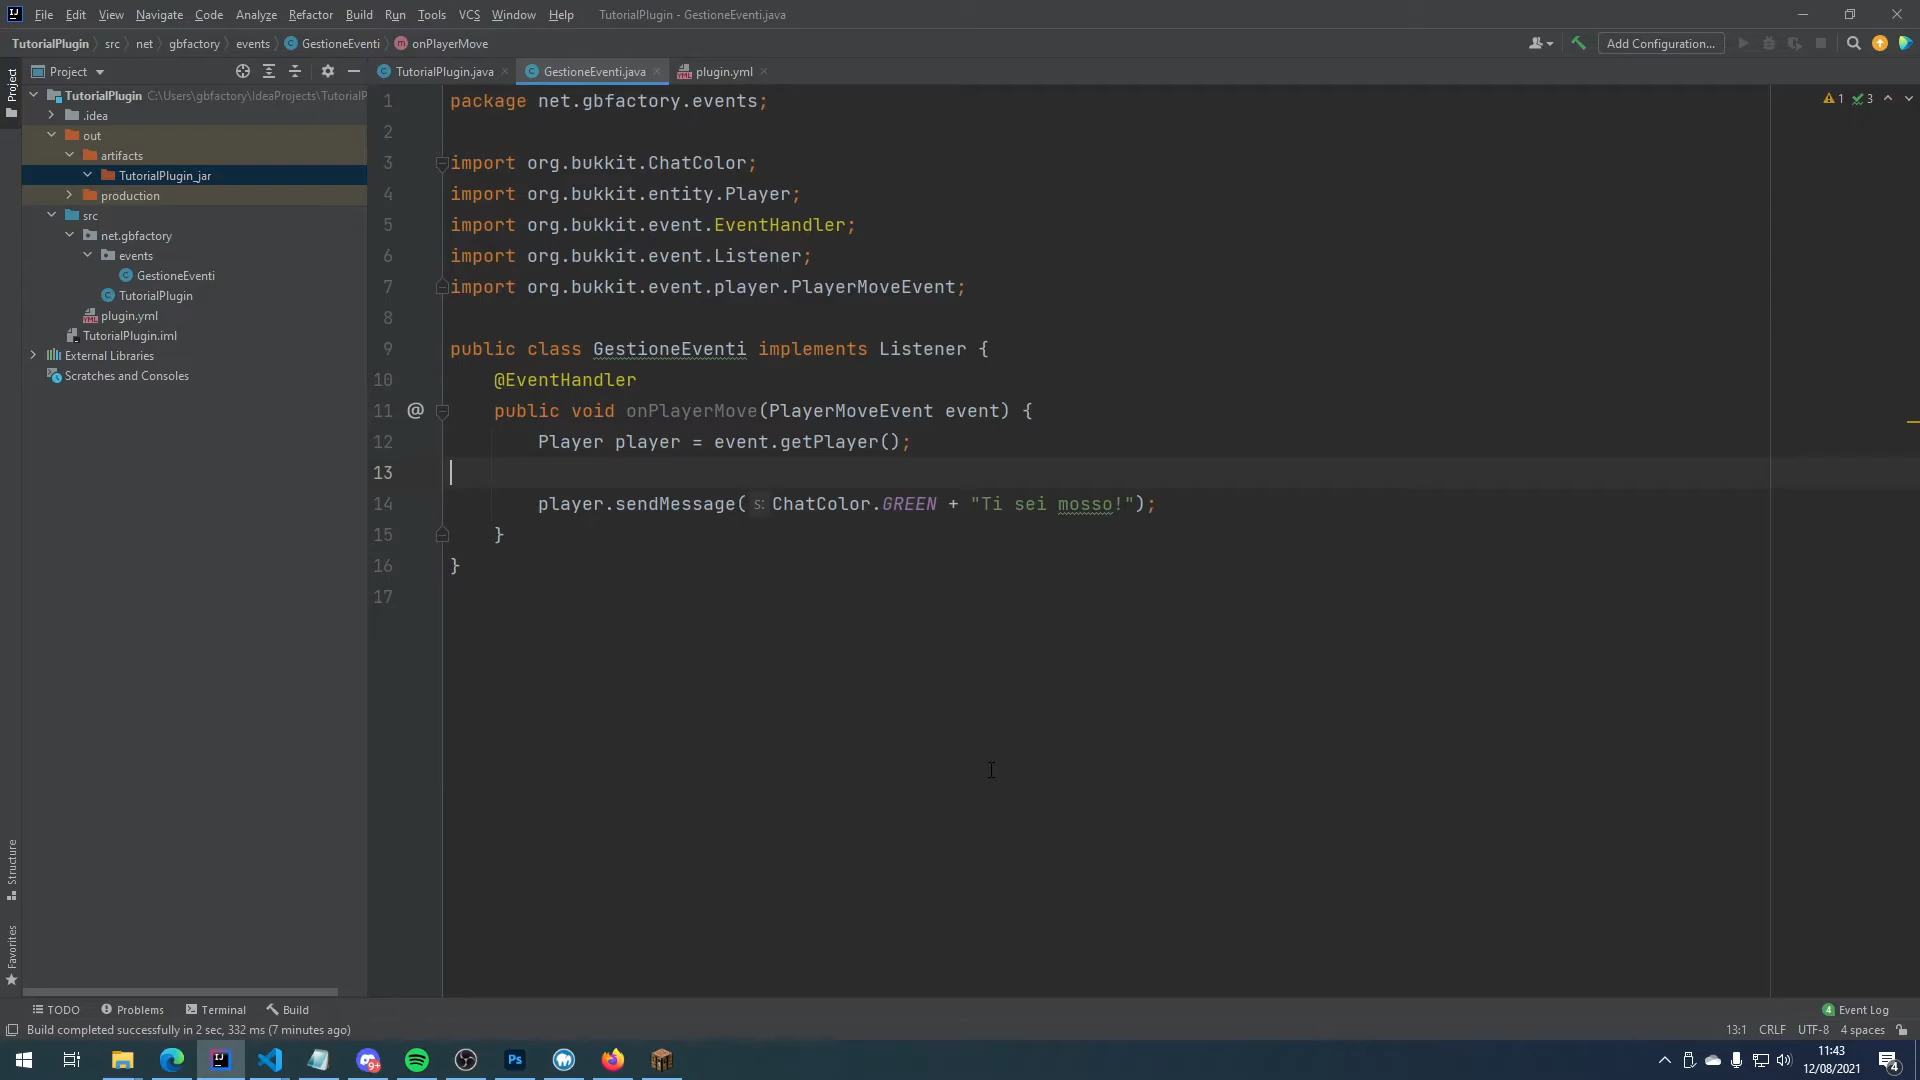 File Edit View Navigate Code Analyze Refactor Build Run Tools VCS Window Help TutorialPlugin - GestioneEventi.java
TutorialPlugin src net gbfactory events GestioneEventi onPlayerMove Add Configuration...
Project
Project
TutorialPlugin.java
GestioneEventi.java
plugin.yml
TutorialPlugin C:\Users\gbfactory\IdeaProjects\TutorialP
.idea
out
artifacts
TutorialPlugin_jar
production
src
net.gbfactory
events
GestioneEventi
TutorialPlugin
plugin.yml
TutorialPlugin.iml
External Libraries
Scratches and Consoles
1 package net.gbfactory.events;
2
3 import org.bukkit.ChatColor;
4 import org.bukkit.entity.Player;
5 import org.bukkit.event.EventHandler;
6 import org.bukkit.event.Listener;
7 import org.bukkit.event.player.PlayerMoveEvent;
8
9 public class GestioneEventi implements Listener {
10 @EventHandler
11 @ public void onPlayerMove(PlayerMoveEvent event) {
12 Player player = event.getPlayer();
13
14 player.sendMessage( s: ChatColor.GREEN + "Ti sei mosso!");
15 }
16 }
17
1 3
Structure
Favorites
TODO Problems Terminal Build 4 Event Log
Build completed successfully in 2 sec, 332 ms (7 minutes ago) 13:1 CRLF UTF-8 4 spaces
IJ 9+ Ps
11:43
12/08/2021
4